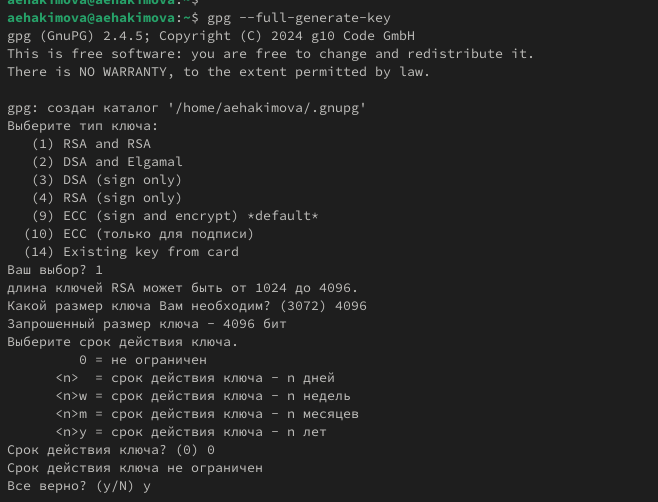 aehakimova@aehakimova:~$
aehakimova@aehakimova:~$ gpg --full-generate-key
gpg (GnuPG) 2.4.5; Copyright (C) 2024 g10 Code GmbH
This is free software: you are free to change and redistribute it.
There is NO WARRANTY, to the extent permitted by law.

gpg: создан каталог '/home/aehakimova/.gnupg'
Выберите тип ключа:
   (1) RSA and RSA
   (2) DSA and Elgamal
   (3) DSA (sign only)
   (4) RSA (sign only)
   (9) ECC (sign and encrypt) *default*
  (10) ECC (только для подписи)
  (14) Existing key from card
Ваш выбор? 1
длина ключей RSA может быть от 1024 до 4096.
Какой размер ключа Вам необходим? (3072) 4096
Запрошенный размер ключа - 4096 бит
Выберите срок действия ключа.
         0 = не ограничен
      <n>  = срок действия ключа - n дней
      <n>w = срок действия ключа - n недель
      <n>m = срок действия ключа - n месяцев
      <n>y = срок действия ключа - n лет
Срок действия ключа? (0) 0
Срок действия ключа не ограничен
Все верно? (y/N) y